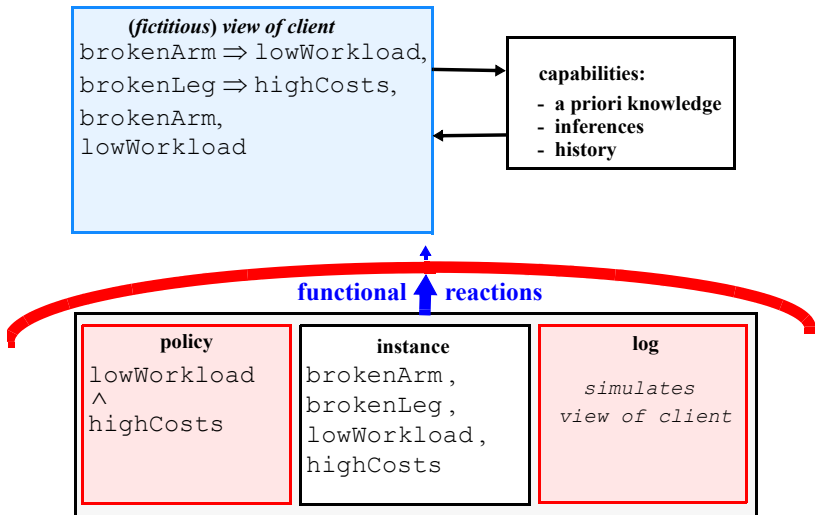 (fictitious) view of client
brokenArm ⇒ lowWorkload,
brokenLeg ⇒ highCosts,
brokenArm,
lowWorkload
capabilities:
- a priori knowledge
- inferences
- history
functional reactions
policy
lowWorkload
∧
highCosts
instance
brokenArm,
brokenLeg,
lowWorkload,
highCosts
log
simulates
view of client